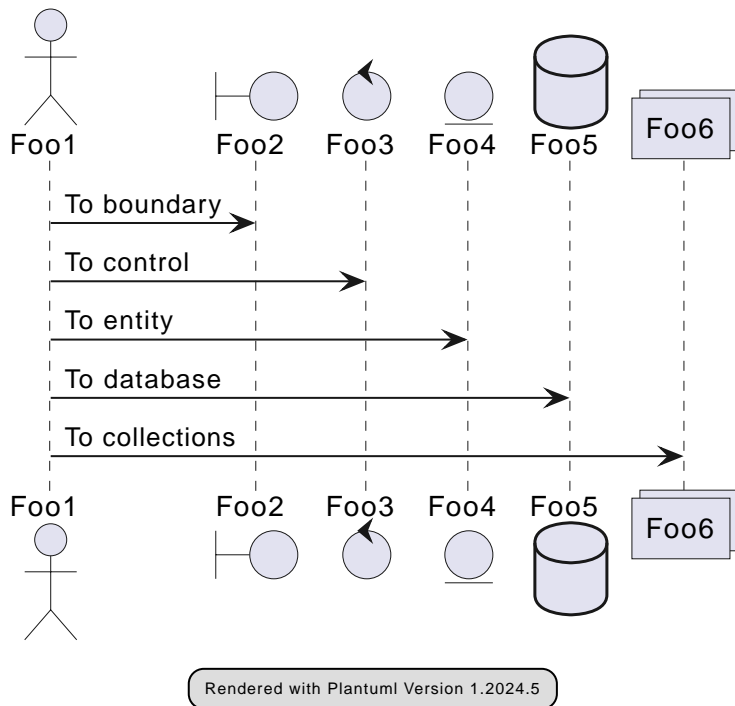 Foo1 Foo2 Foo3 Foo4 Foo5 Foo6
To boundary
To control
To entity
To database
To collections
Foo1 Foo2 Foo3 Foo4 Foo5 Foo6
Rendered with Plantuml Version 1.2024.5